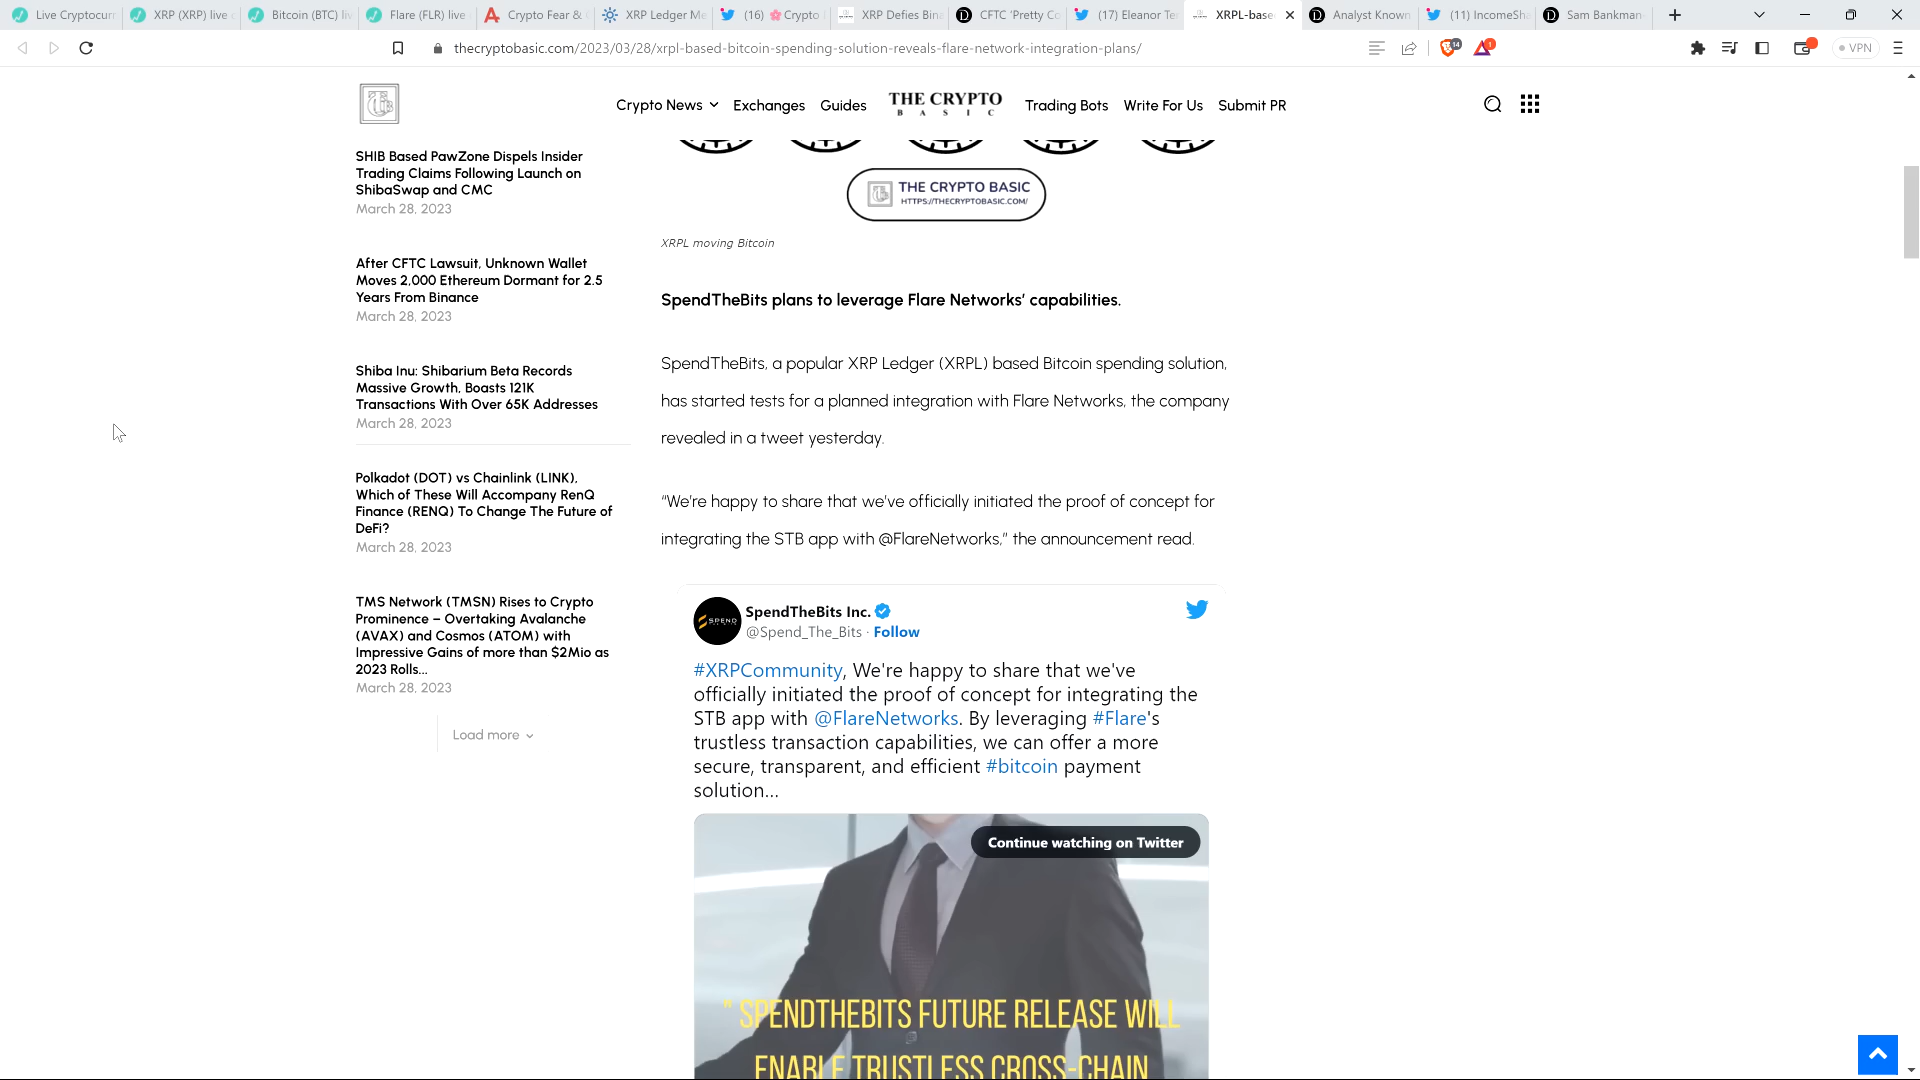 Live Cryptocurr
XRP (XRP) live
Bitcoin (BTC) li
Flare (FLR) live
Crypto Fear &
XRP Ledger Me
(16) 🌸Crypto
XRP Defies Bin
CFTC 'Pretty Co
(17) Eleanor Te
XRPL-base
Analyst Known
(11) IncomeSha
Sam Bankman
thecryptobasic.com/2023/03/28/xrpl-based-bitcoin-spending-solution-reveals-flare-network-integration-plans/
14
1
VPN
Crypto News
Exchanges
Guides
THE CRYPTO
BASIC
Trading Bots
Write For Us
Submit PR
SHIB Based PawZone Dispels Insider
Trading Claims Following Launch on
ShibaSwap and CMC
March 28, 2023
After CFTC Lawsuit, Unknown Wallet
Moves 2,000 Ethereum Dormant for 2.5
Years From Binance
March 28, 2023
Shiba Inu: Shibarium Beta Records
Massive Growth, Boasts 121K
Transactions With Over 65K Addresses
March 28, 2023
Polkadot (DOT) vs Chainlink (LINK),
Which of These Will Accompany RenQ
Finance (RENQ) To Change The Future of
DeFi?
March 28, 2023
TMS Network (TMSN) Rises to Crypto
Prominence – Overtaking Avalanche
(AVAX) and Cosmos (ATOM) with
Impressive Gains of more than $2Mio as
2023 Rolls...
March 28, 2023
Load more
THE CRYPTO BASIC
HTTPS://THECRYPTOBASIC.COM/
XRPL moving Bitcoin
SpendTheBits plans to leverage Flare Networks' capabilities.
SpendTheBits, a popular XRP Ledger (XRPL) based Bitcoin spending solution,
has started tests for a planned integration with Flare Networks, the company
revealed in a tweet yesterday.
“We're happy to share that we've officially initiated the proof of concept for
integrating the STB app with @FlareNetworks,” the announcement read.
SPEND
SpendTheBits Inc.
@Spend_The_Bits · Follow
#XRPCommunity, We're happy to share that we've
officially initiated the proof of concept for integrating the
STB app with @FlareNetworks. By leveraging #Flare's
trustless transaction capabilities, we can offer a more
secure, transparent, and efficient #bitcoin payment
solution...
Continue watching on Twitter
" SPENDTHEBITS FUTURE RELEASE WILL
ENABLE TRUSTLESS CROSS-CHAIN